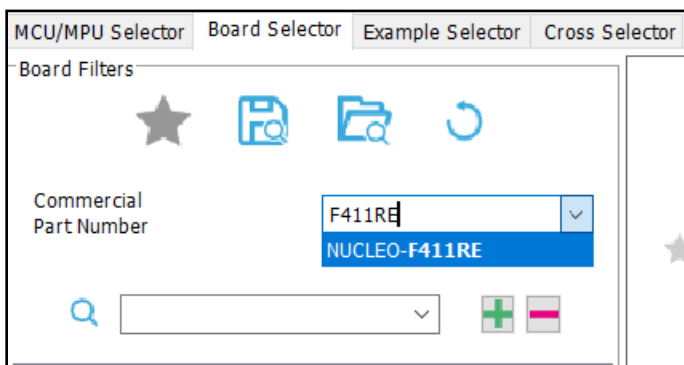 MCU/MPU Selector Board Selector Example Selector Cross Selector
Board Filters
Commercial
Part Number
F411RE
NUCLEO-F411RE